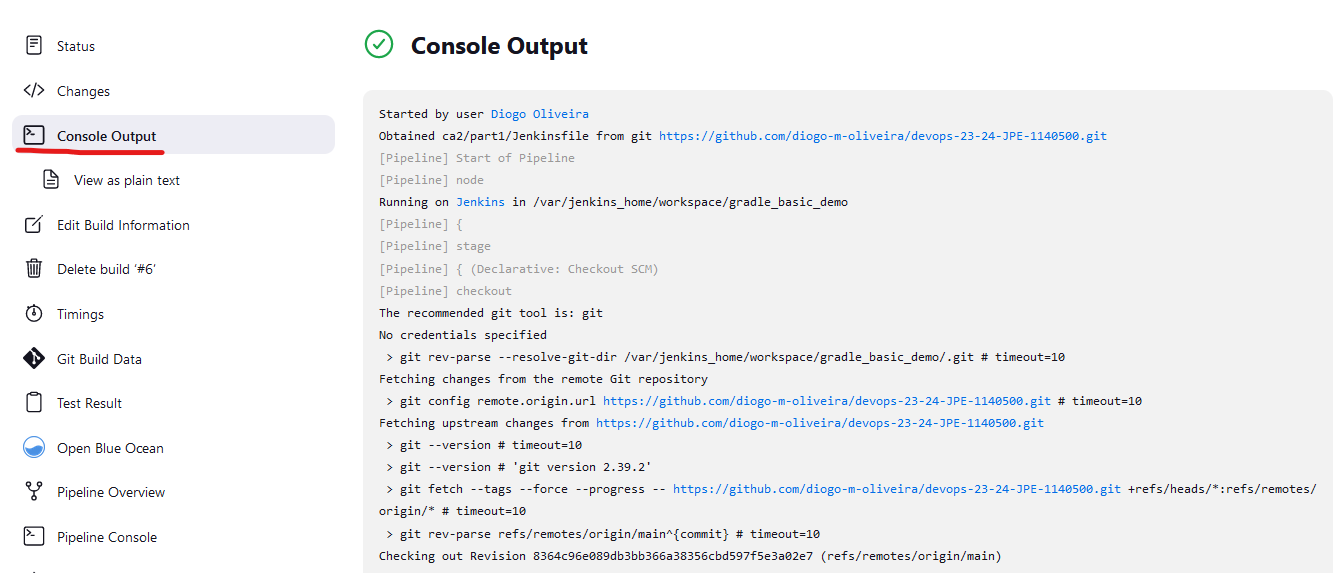 Status
Changes
Console Output
View as plain text
Edit Build Information
Delete build ‘#6’
Timings
Git Build Data
Test Result
Open Blue Ocean
Pipeline Overview
Pipeline Console
Console Output
Started by user Diogo Oliveira
Obtained ca2/part1/Jenkinsfile from git https://github.com/diogo-m-oliveira/devops-23-24-JPE-1140500.git
[Pipeline] Start of Pipeline
[Pipeline] node
Running on Jenkins in /var/jenkins_home/workspace/gradle_basic_demo
[Pipeline] {
[Pipeline] stage
[Pipeline] { (Declarative: Checkout SCM)
[Pipeline] checkout
The recommended git tool is: git
No credentials specified
> git rev-parse --resolve-git-dir /var/jenkins_home/workspace/gradle_basic_demo/.git # timeout=10
Fetching changes from the remote Git repository
> git config remote.origin.url https://github.com/diogo-m-oliveira/devops-23-24-JPE-1140500.git # timeout=10
Fetching upstream changes from https://github.com/diogo-m-oliveira/devops-23-24-JPE-1140500.git
> git --version # timeout=10
> git --version # 'git version 2.39.2'
> git fetch --tags --force --progress -- https://github.com/diogo-m-oliveira/devops-23-24-JPE-1140500.git +refs/heads/*:refs/remotes/
origin/* # timeout=10
> git rev-parse refs/remotes/origin/main^{commit} # timeout=10
Checking out Revision 8364c96e089db3bb366a38356cbd597f5e3a02e7 (refs/remotes/origin/main)